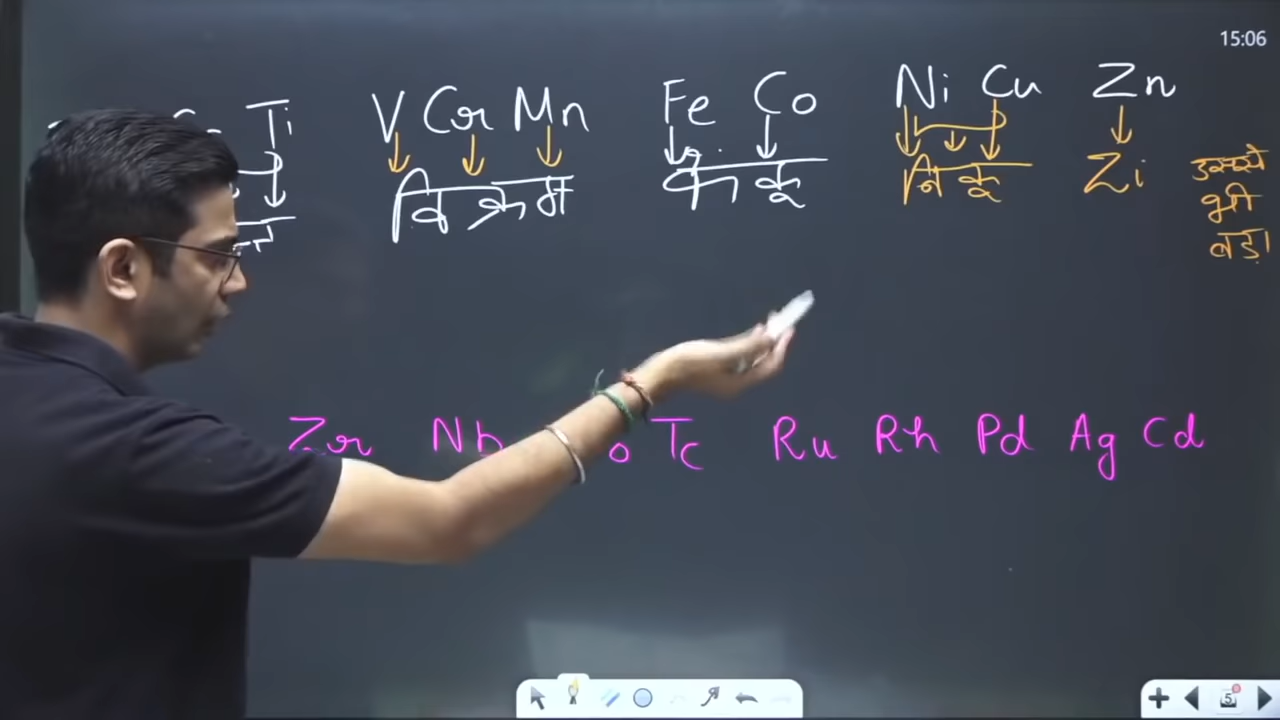 15:06
Ti V Cr Mn Fe Co Ni Cu Zn
विक्रम का कू नि कू Zi
उससे
भी
बड़ा
Zr Nb Tc Ru Rh Pd Ag Cd
5